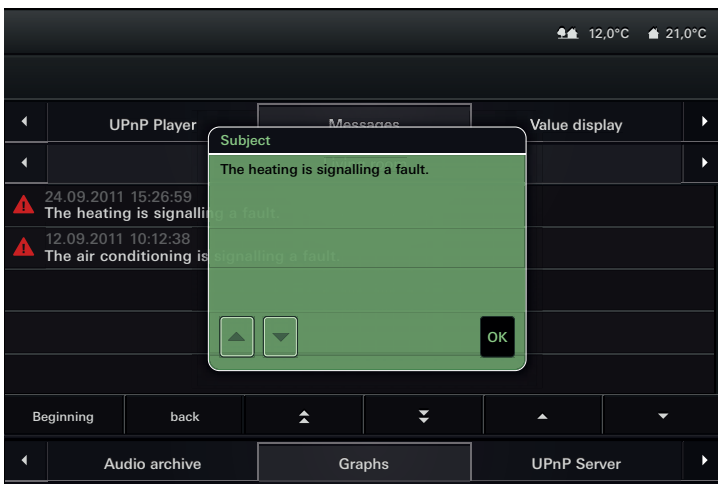 12,0°C 21,0°C
UPnP Player Messages Value display
Subject
The heating is signalling a fault.
24.09.2011 15:26:59
The heating is signalling a fault.
12.09.2011 10:12:38
The air conditioning is signalling a fault.
OK
Beginning back
Audio archive Graphs UPnP Server